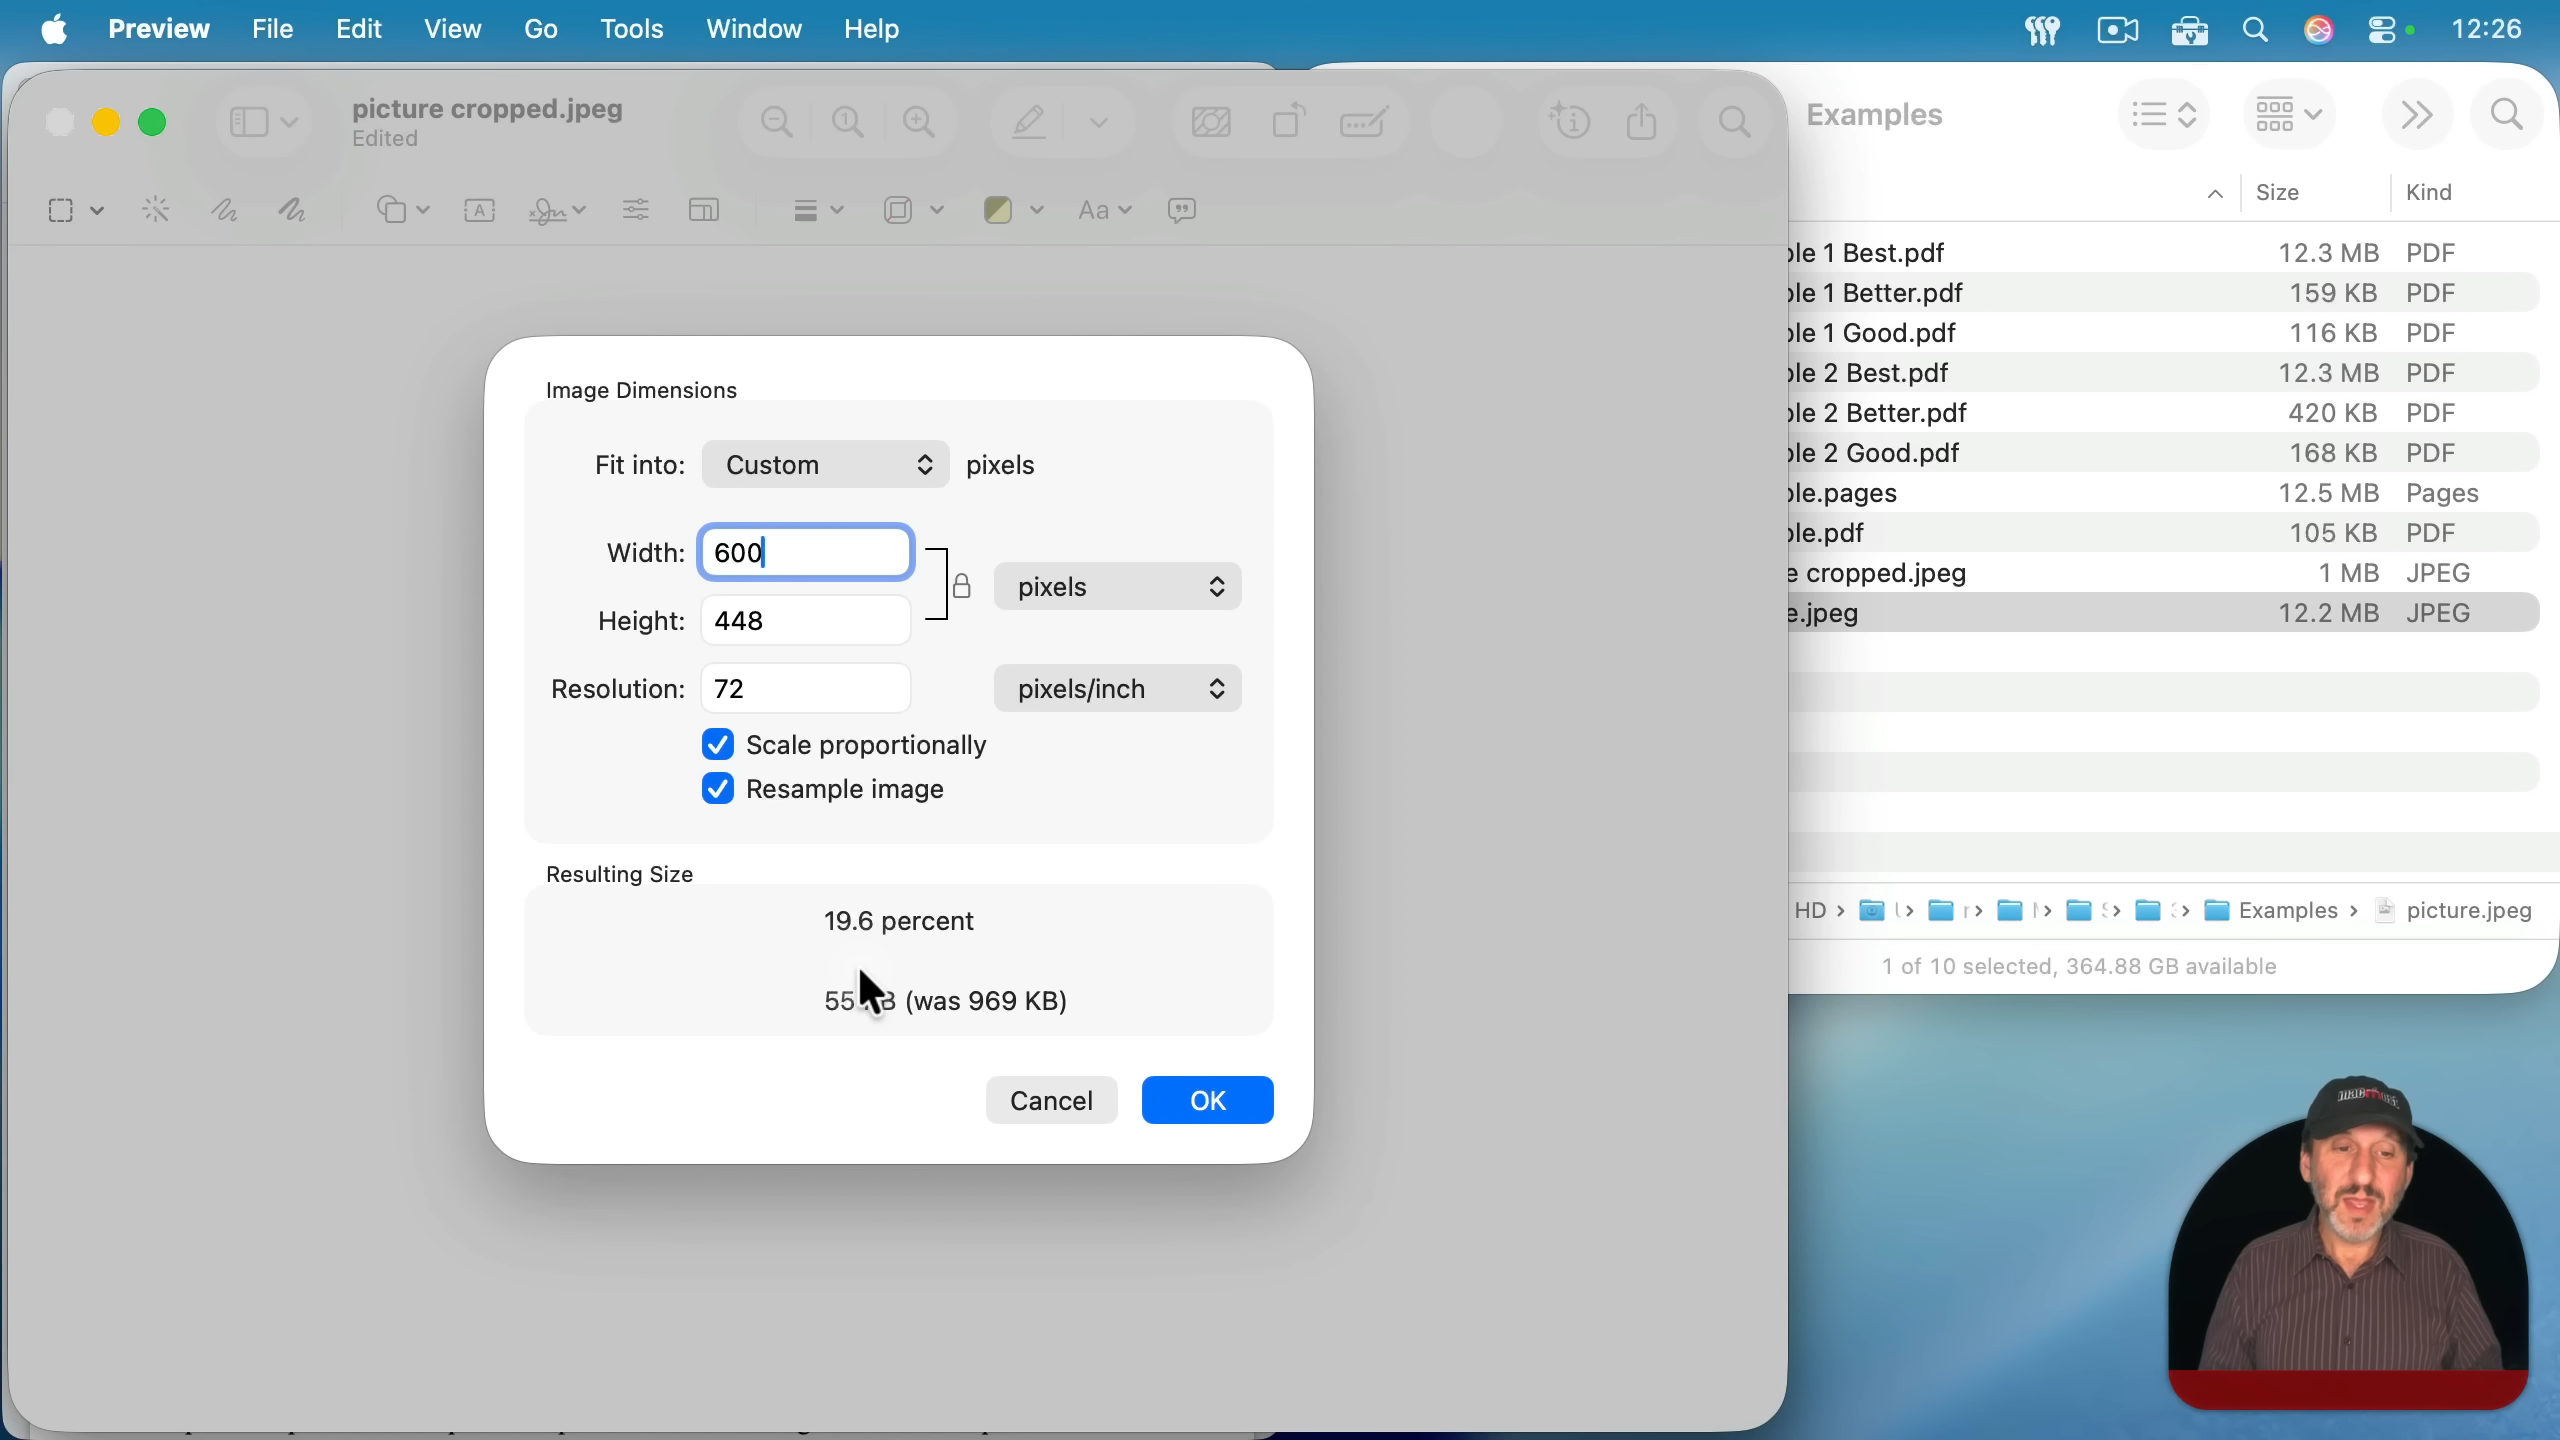 Preview File Edit View Go Tools Window Help 12:26
picture cropped.jpeg
Edited
Examples
Aa
Size Kind
ple 1 Best.pdf 12.3 MB PDF
ple 1 Better.pdf 159 KB PDF
ple 1 Good.pdf 116 KB PDF
ple 2 Best.pdf 12.3 MB PDF
ple 2 Better.pdf 420 KB PDF
ple 2 Good.pdf 168 KB PDF
ple.pages 12.5 MB Pages
ple.pdf 105 KB PDF
e cropped.jpeg 1 MB JPEG
e.jpeg 12.2 MB JPEG
HD Examples picture.jpeg
1 of 10 selected, 364.88 GB available
Image Dimensions
Fit into: Custom pixels
Width: 600
pixels
Height: 448
Resolution: 72 pixels/inch
Scale proportionally
Resample image
Resulting Size
19.6 percent
(was 969 KB)
Cancel OK